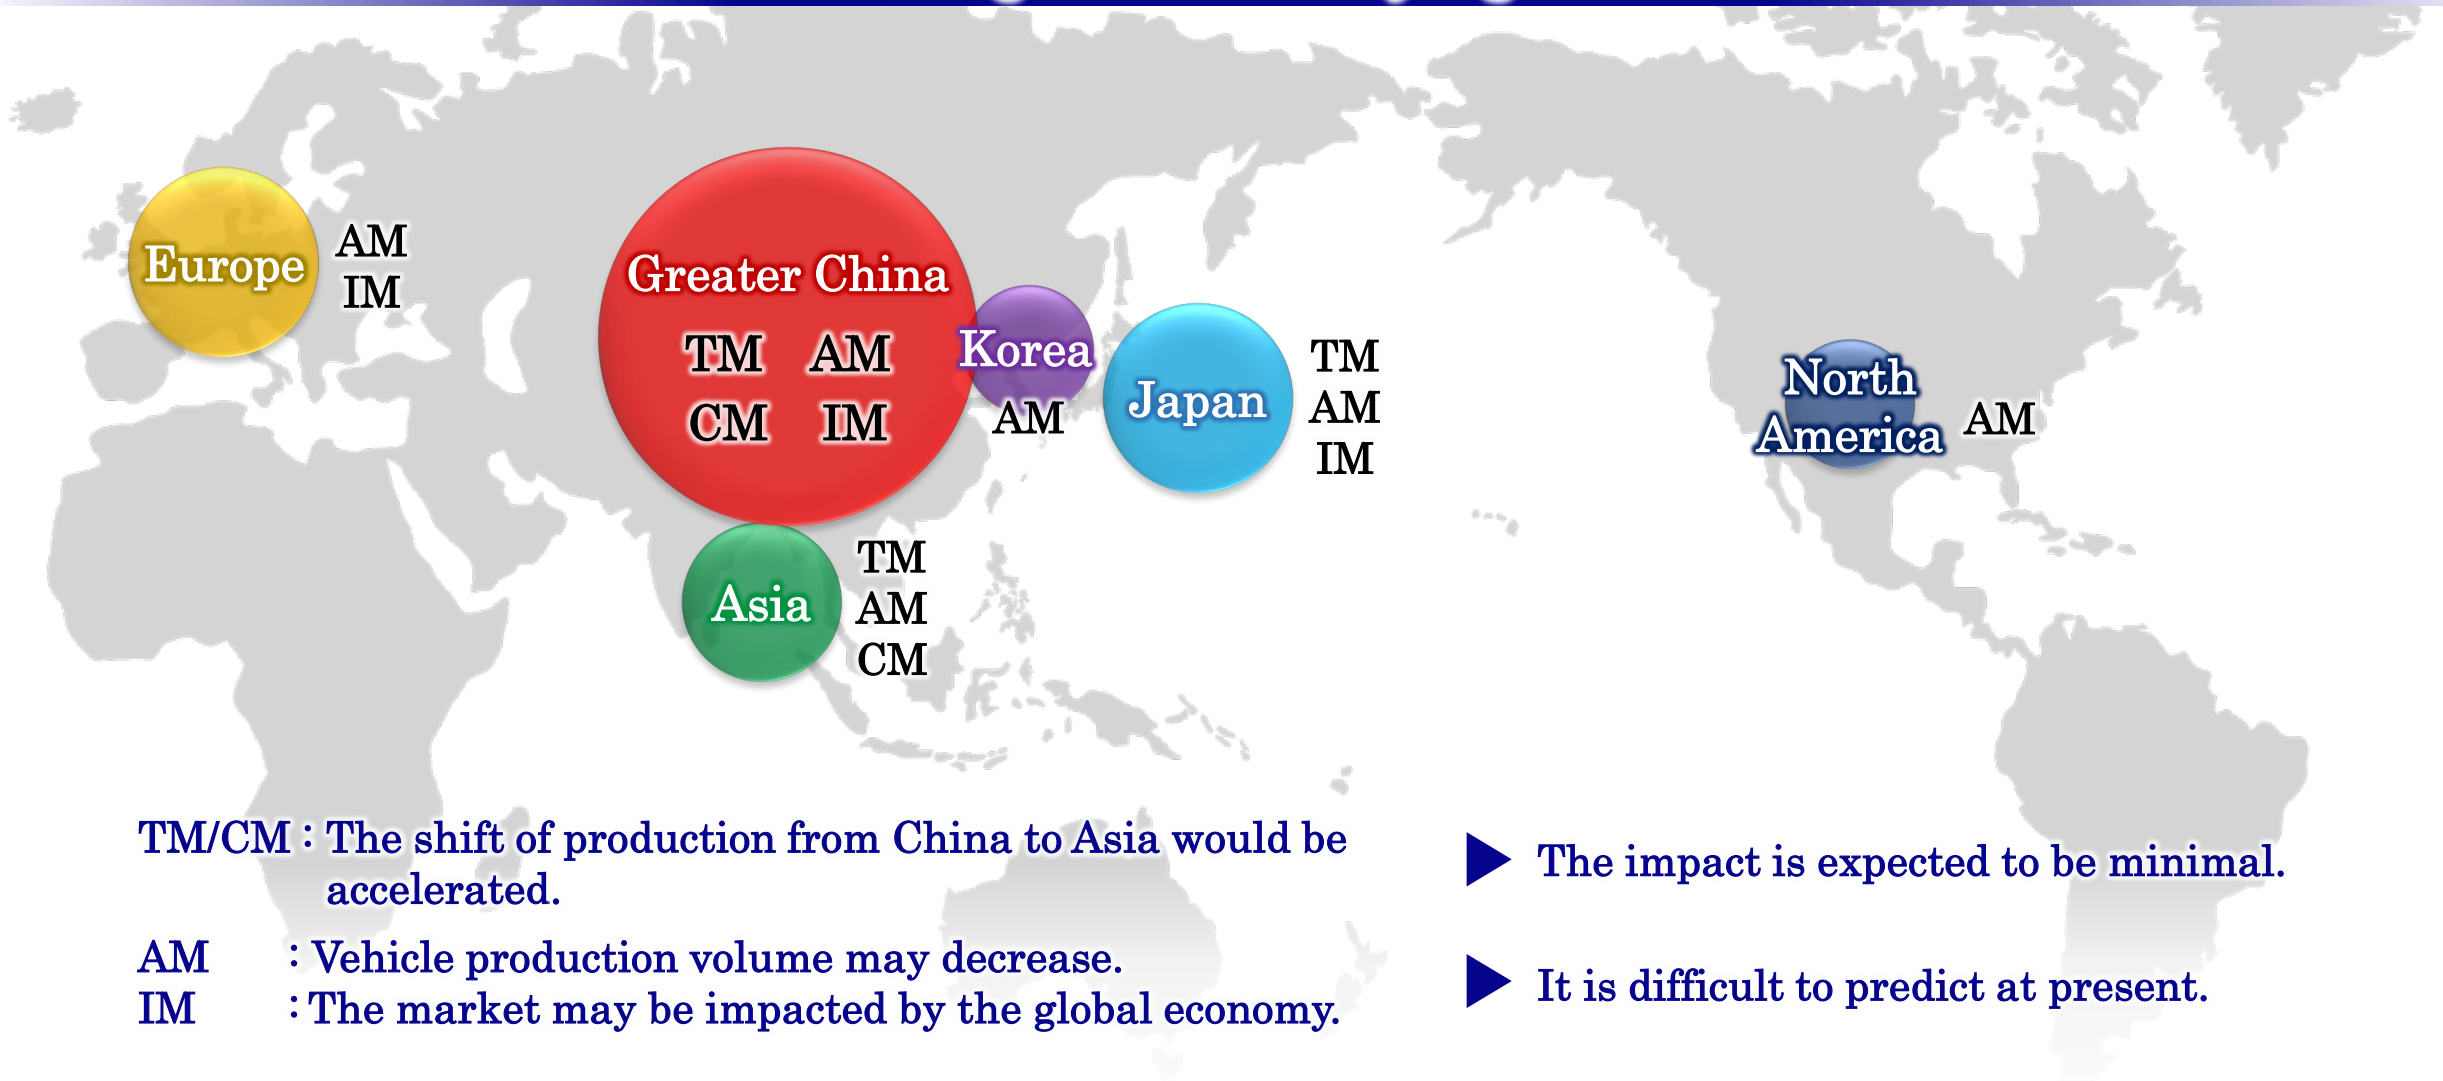 Europe
AM
IM
Greater China
TM AM
CM IM
Korea
AM
Japan
TM
AM
IM
North
America
AM
Asia
TM
AM
CM
TM/CM : The shift of production from China to Asia would be
accelerated.
The impact is expected to be minimal.
AM : Vehicle production volume may decrease.
IM : The market may be impacted by the global economy.
It is difficult to predict at present.